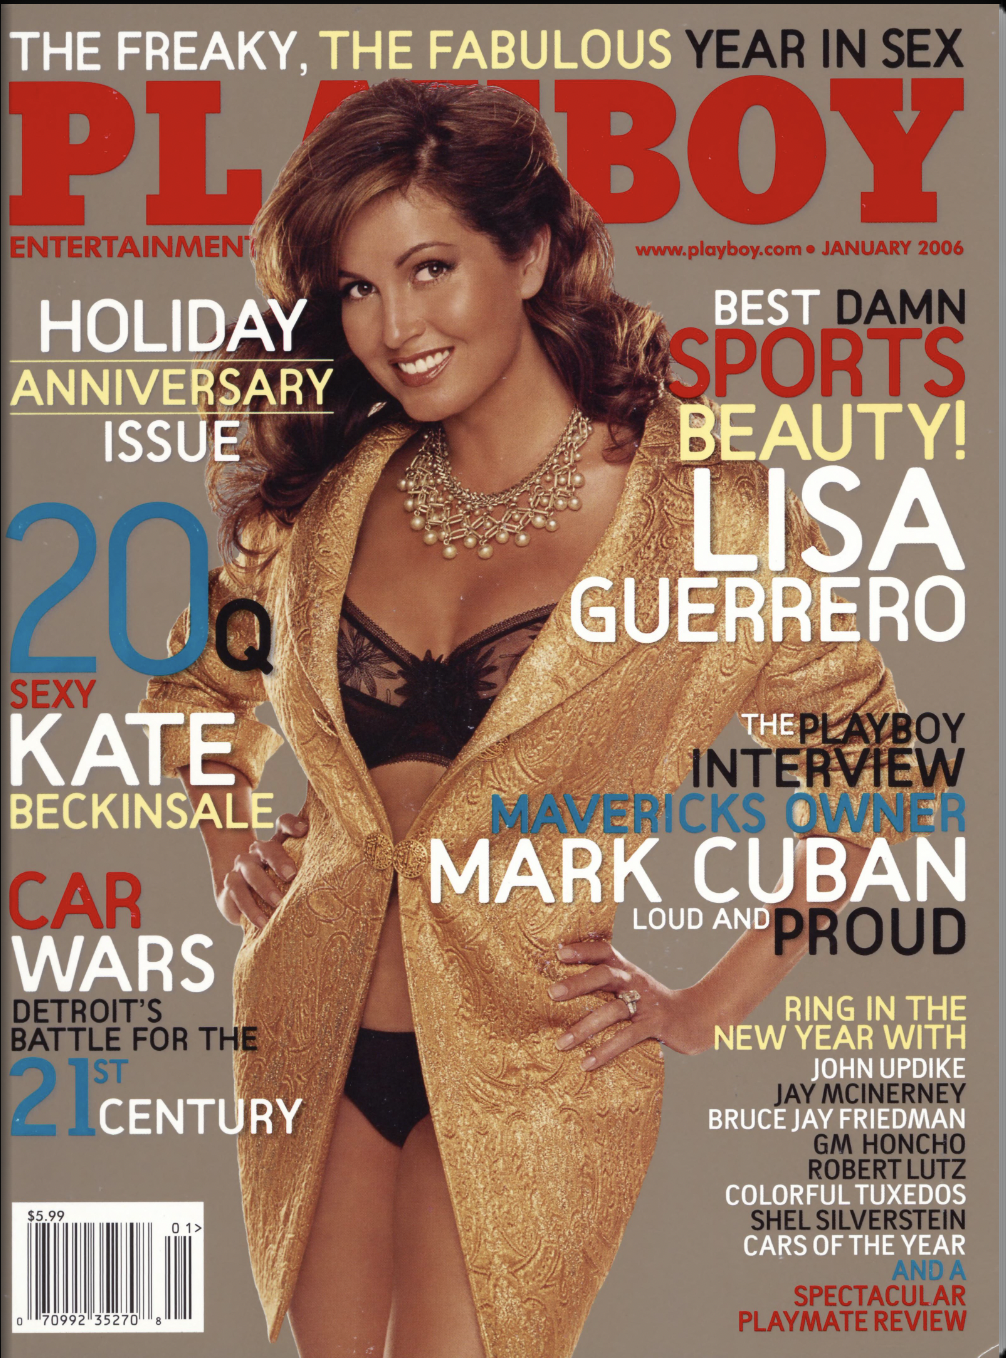 THE FREAKY, THE FABULOUS YEAR IN SEX
PLAYBOY
ENTERTAINMENT
www.playboy.com • JANUARY 2006
HOLIDAY
ANNIVERSARY
ISSUE
20Q
SEXY
KATE
BECKINSALE
CAR
WARS
DETROIT'S
BATTLE FOR THE
21ST
CENTURY
BEST DAMN
SPORTS
BEAUTY!
LISA
GUERRERO
THE PLAYBOY
INTERVIEW
MAVERICKS OWNER
MARK CUBAN
LOUD AND PROUD
RING IN THE
NEW YEAR WITH
JOHN UPDIKE
JAY MCINERNEY
BRUCE JAY FRIEDMAN
GM HONCHO
ROBERT LUTZ
COLORFUL TUXEDOS
SHEL SILVERSTEIN
CARS OF THE YEAR
AND A
SPECTACULAR
PLAYMATE REVIEW
$5.99
0 1>
0 70992 35270 8